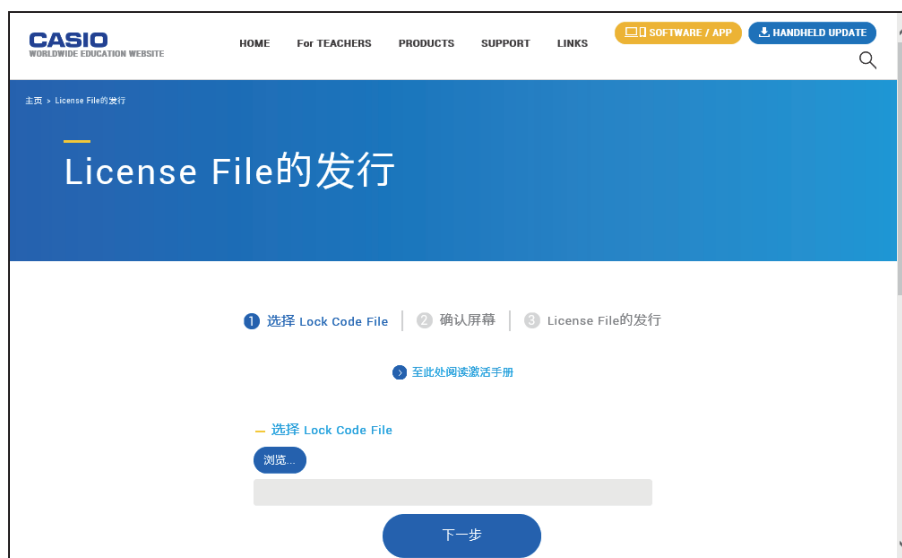 CASIO
WORLDWIDE EDUCATION WEBSITE
HOME For TEACHERS PRODUCTS SUPPORT LINKS
SOFTWARE / APP
HANDHELD UPDATE
主页 » License File的发行
License File的发行
1 选择 Lock Code File
2 确认屏幕
3 License File的发行
至此处阅读激活手册
选择 Lock Code File
浏览...
下一步